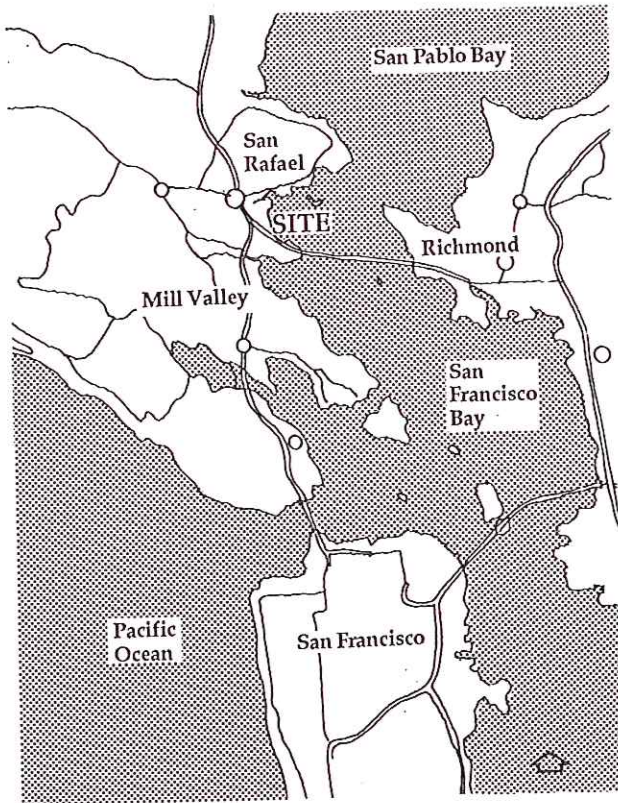 San Pablo Bay
San
Rafael
SITE
Richmond
Mill Valley
San
Francisco
Bay
Pacific
Ocean
San Francisco